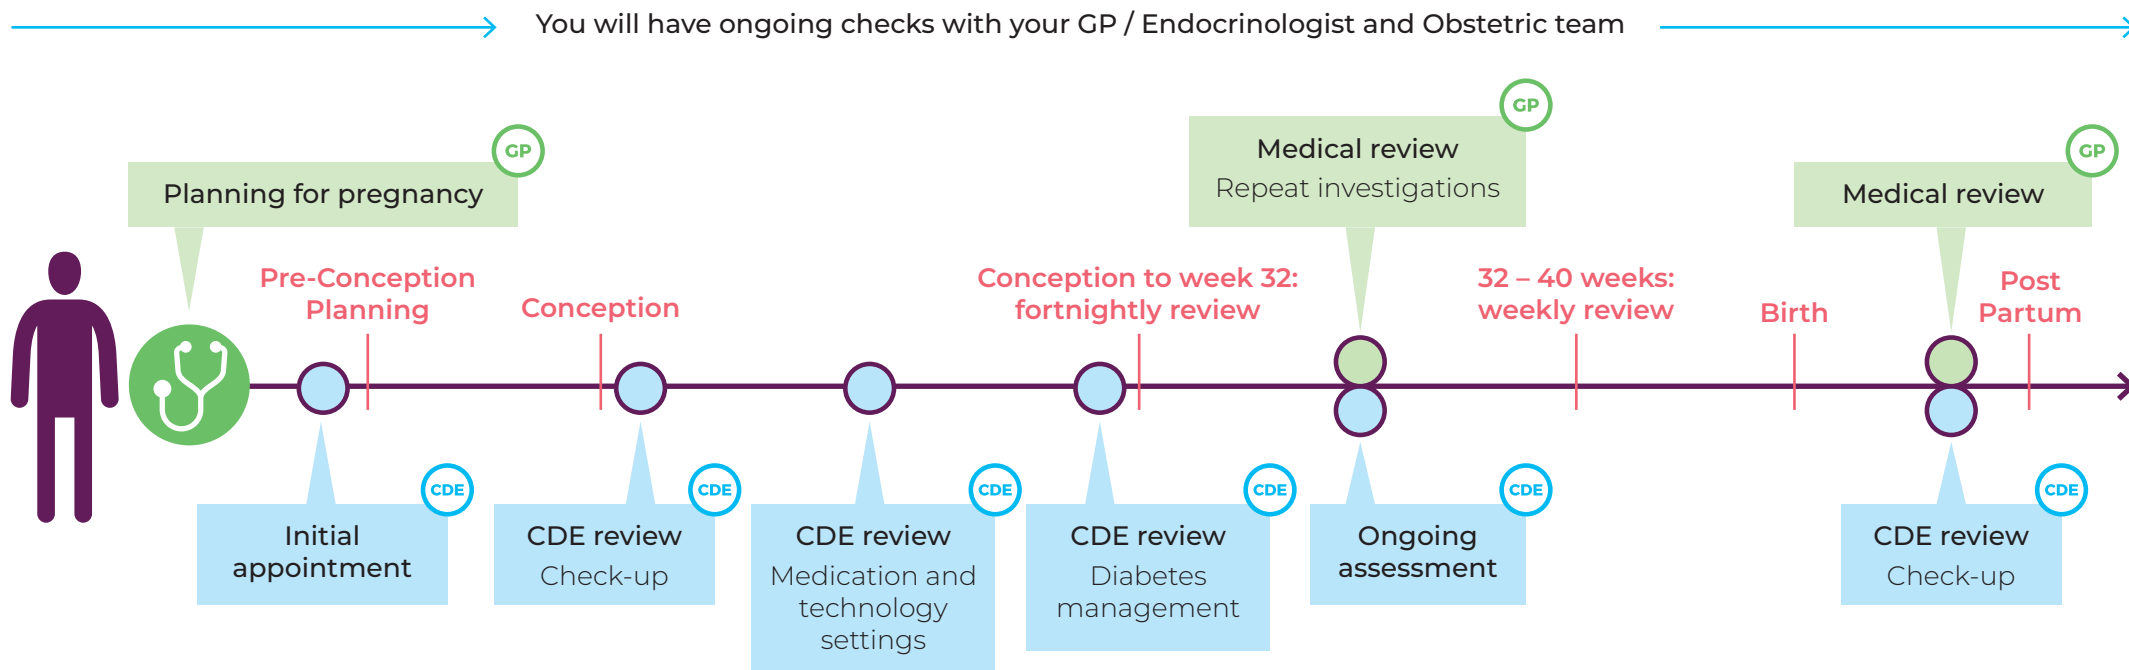 You will have ongoing checks with your GP / Endocrinologist and Obstetric team
GP
Planning for pregnancy
GP
Medical review
Repeat investigations
GP
Medical review
Pre-Conception
Planning
Conception
Conception to week 32:
fortnightly review
32 – 40 weeks:
weekly review
Birth
Post
Partum
CDE
Initial
appointment
CDE
CDE review
Check-up
CDE
CDE review
Medication and
technology
settings
CDE
CDE review
Diabetes
management
CDE
Ongoing
assessment
CDE
CDE review
Check-up